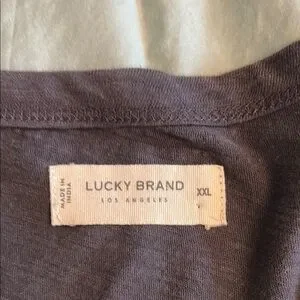 MADE IN
INDIA
LUCKY BRAND
LOS ANGELES
XXL